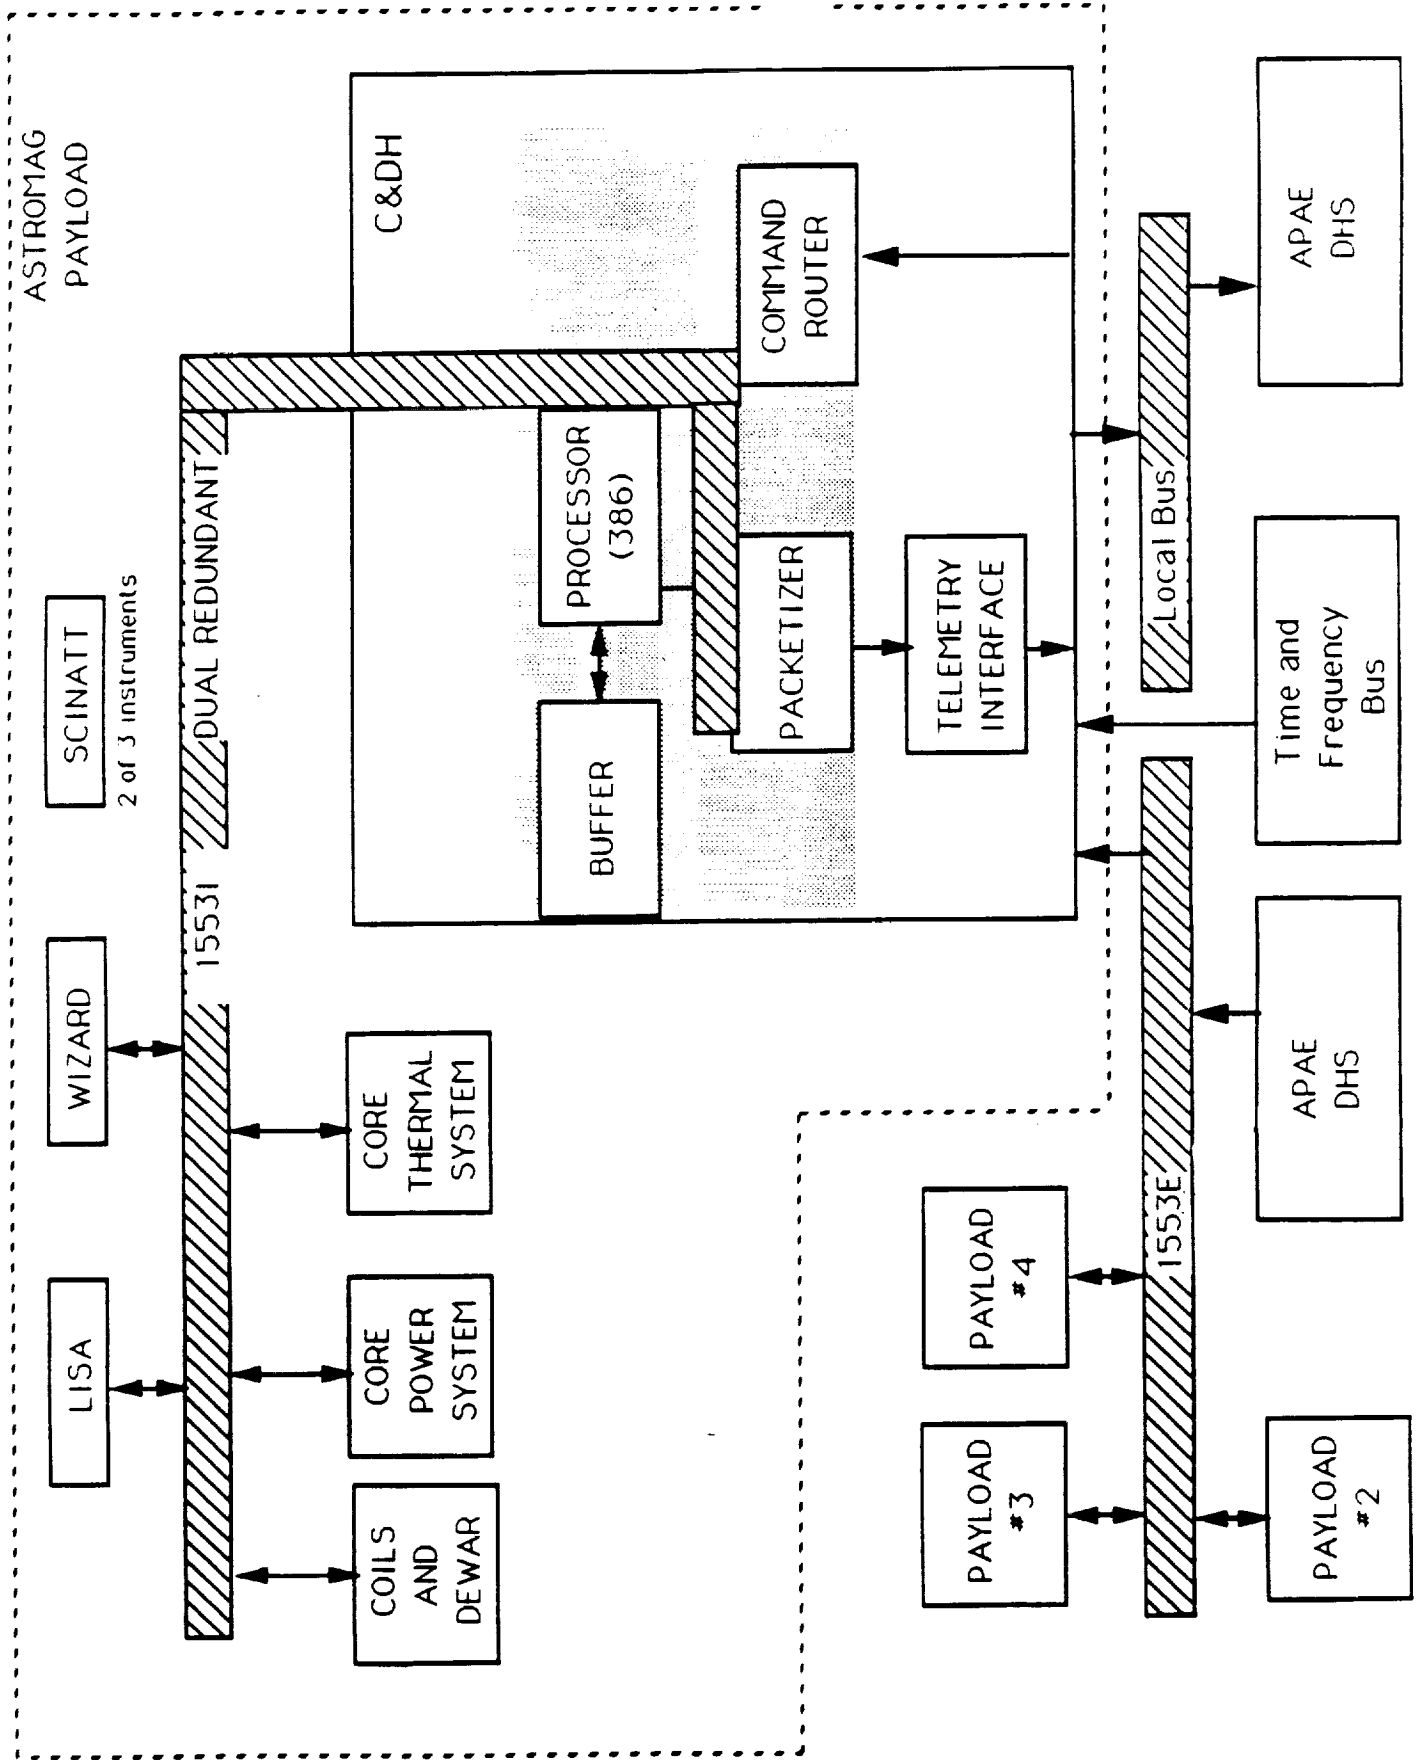 ASTROMAG
PAYLOAD
LISA
WIZARD
SCINATT
2 of 3 instruments
1553I
DUAL REDUNDANT
COILS
AND
DEWAR
CORE
POWER
SYSTEM
CORE
THERMAL
SYSTEM
C&DH
BUFFER
PROCESSOR
(386)
PACKETIZER
COMMAND
ROUTER
TELEMETRY
INTERFACE
PAYLOAD
#3
PAYLOAD
#4
1553E
Local Bus
PAYLOAD
#2
APAE
DHS
Time and
Frequency
Bus
APAE
DHS